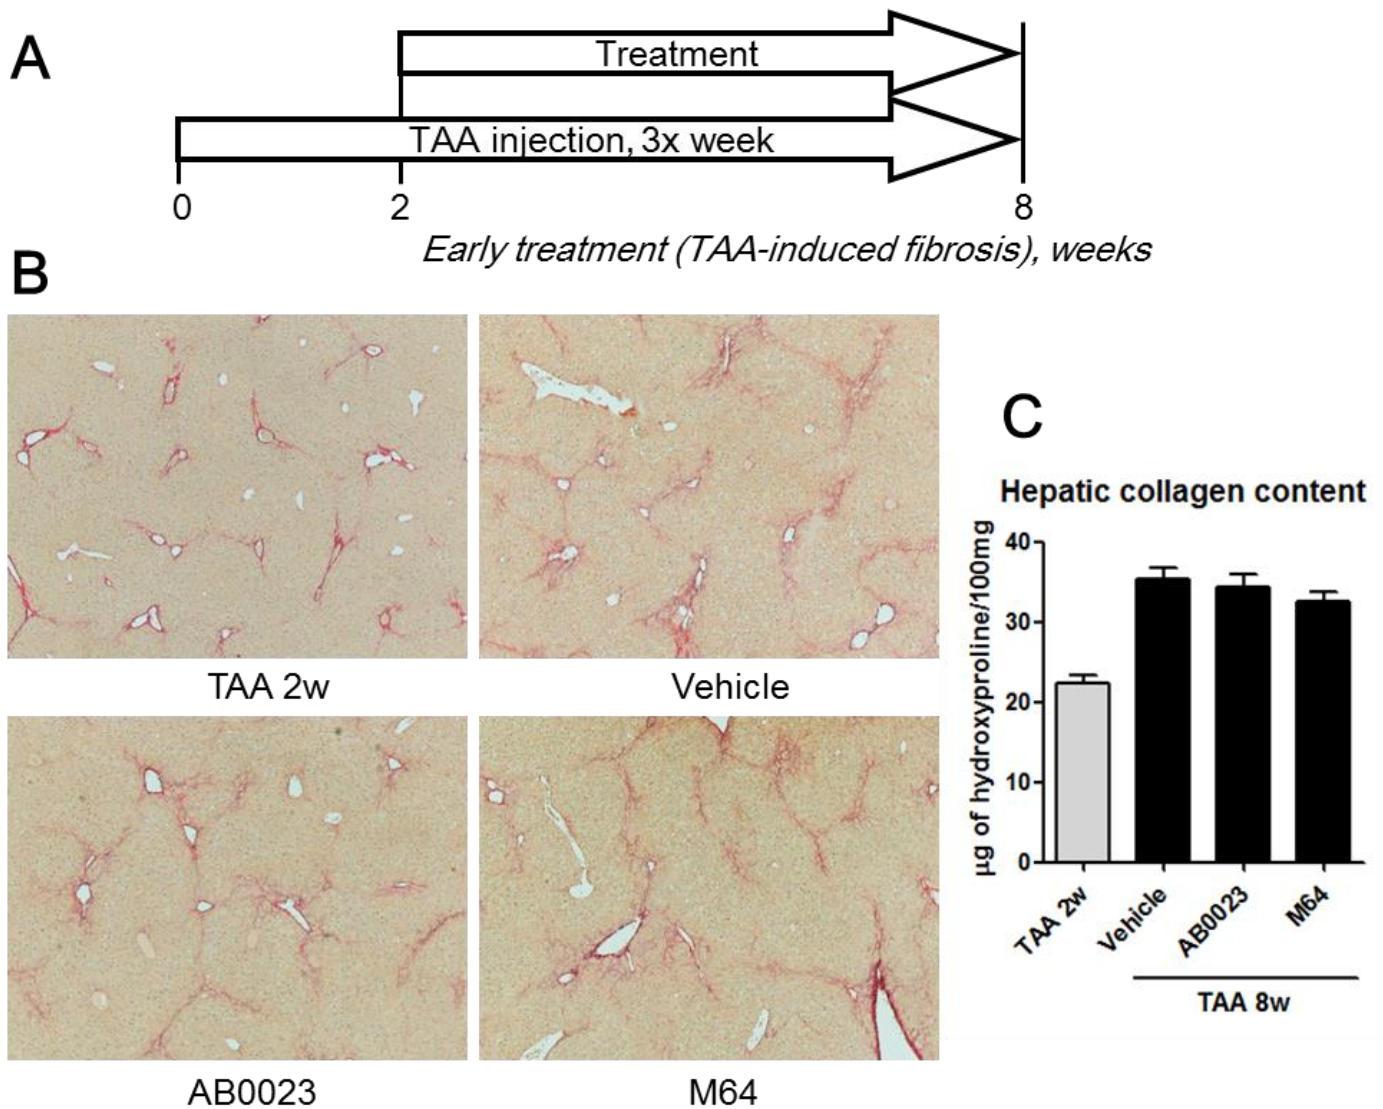 A
Treatment
TAA injection, 3x week
0
2
8
Early treatment (TAA-induced fibrosis), weeks
B
TAA 2w
Vehicle
AB0023
M64
C
Hepatic collagen content
µg of hydroxyproline/100mg
40
30
20
10
0
TAA 2w
Vehicle
AB0023
M64
TAA 8w